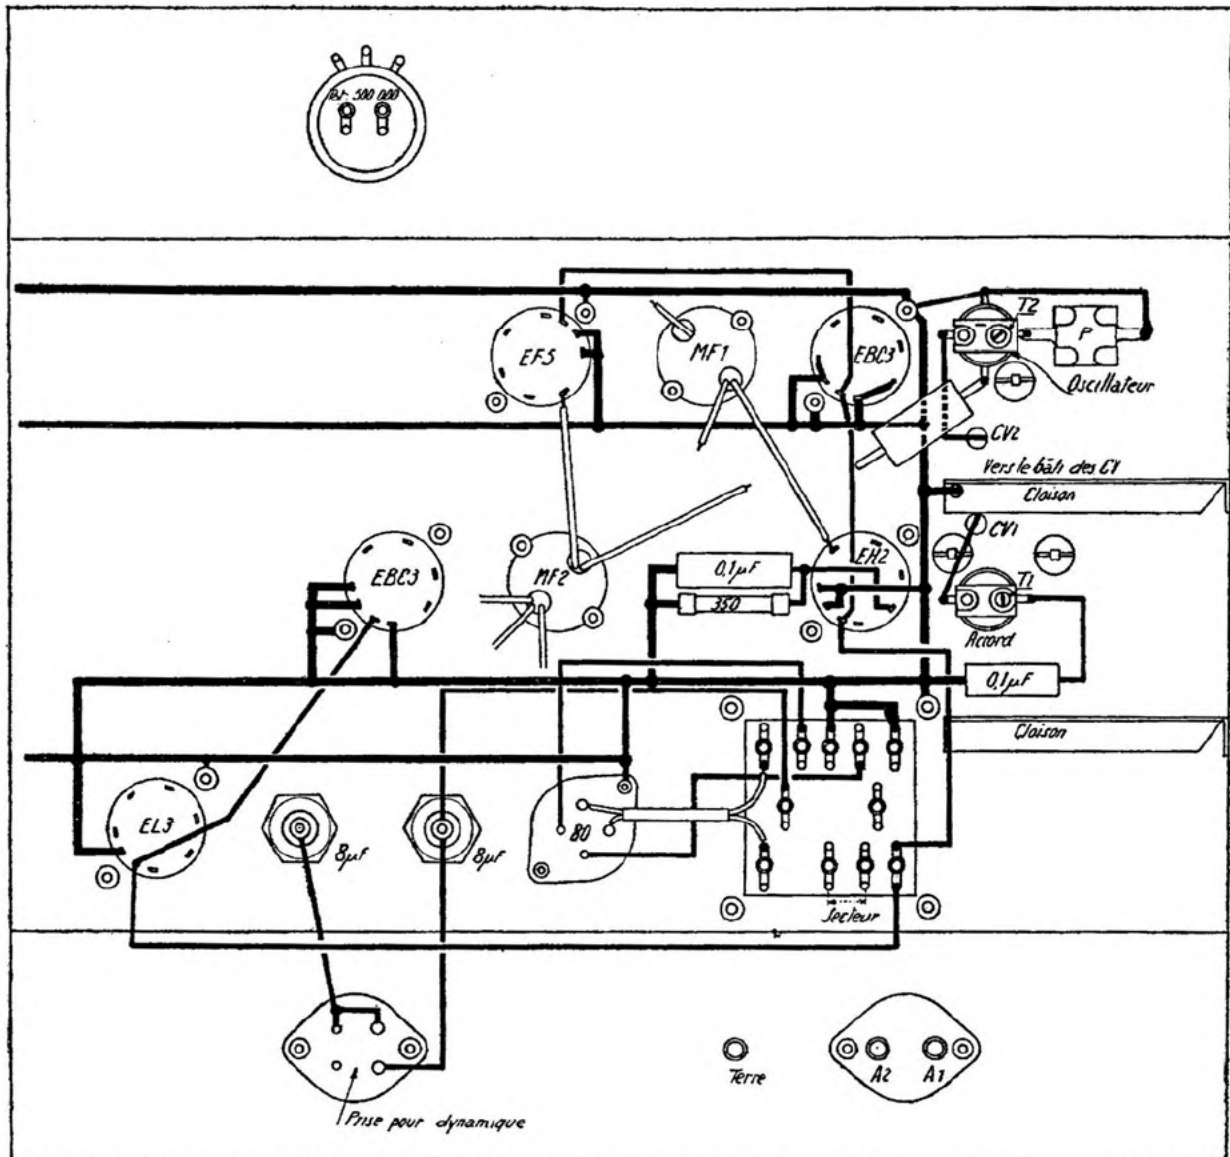 500 000
T2
EF5
MF1
EBC3
P
Oscillateur
CV2
Vers le bâti des CV
Cloison
CV1
EBC3
MF2
0,1µF
EH2
350
T1
Accord
0,1µF
Cloison
EL3
8µF
8µF
80
Secteur
Terre
A2
A1
Prise pour dynamique